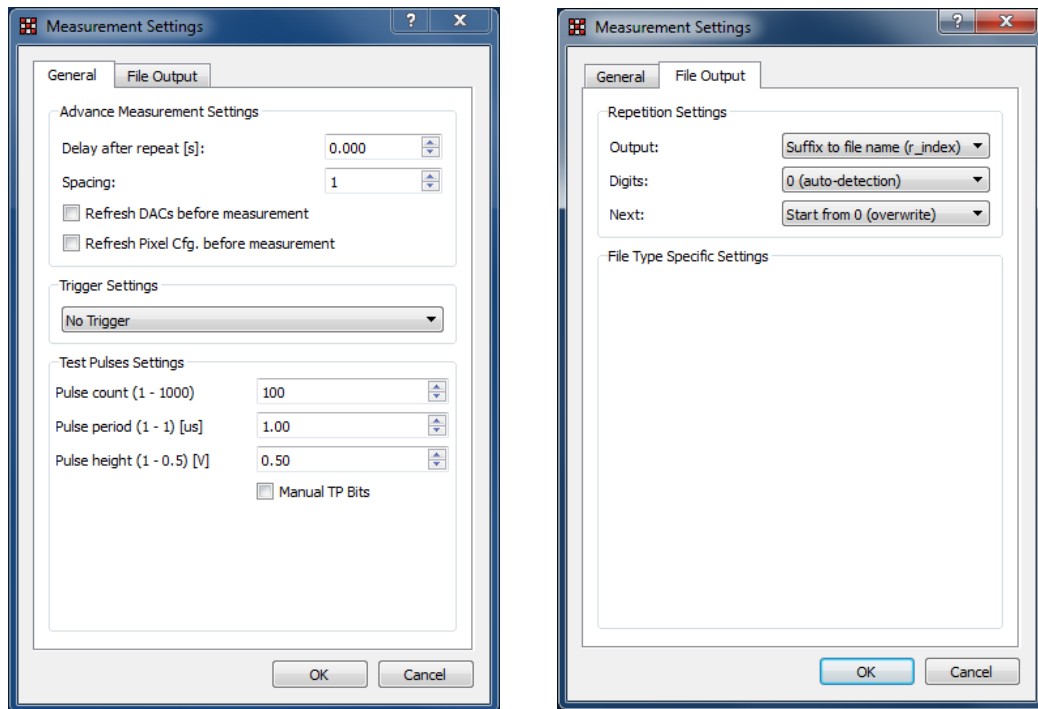 Measurement Settings
?
X
General
File Output
Advance Measurement Settings
Delay after repeat [s]:
0.000
Spacing:
1
Refresh DACs before measurement
Refresh Pixel Cfg. before measurement
Trigger Settings
No Trigger
Test Pulses Settings
Pulse count (1 - 1000)
100
Pulse period (1 - 1) [us]
1.00
Pulse height (1 - 0.5) [V]
0.50
Manual TP Bits
OK
Cancel
Measurement Settings
?
X
General
File Output
Repetition Settings
Output:
Suffix to file name (r_index)
Digits:
0 (auto-detection)
Next:
Start from 0 (overwrite)
File Type Specific Settings
OK
Cancel